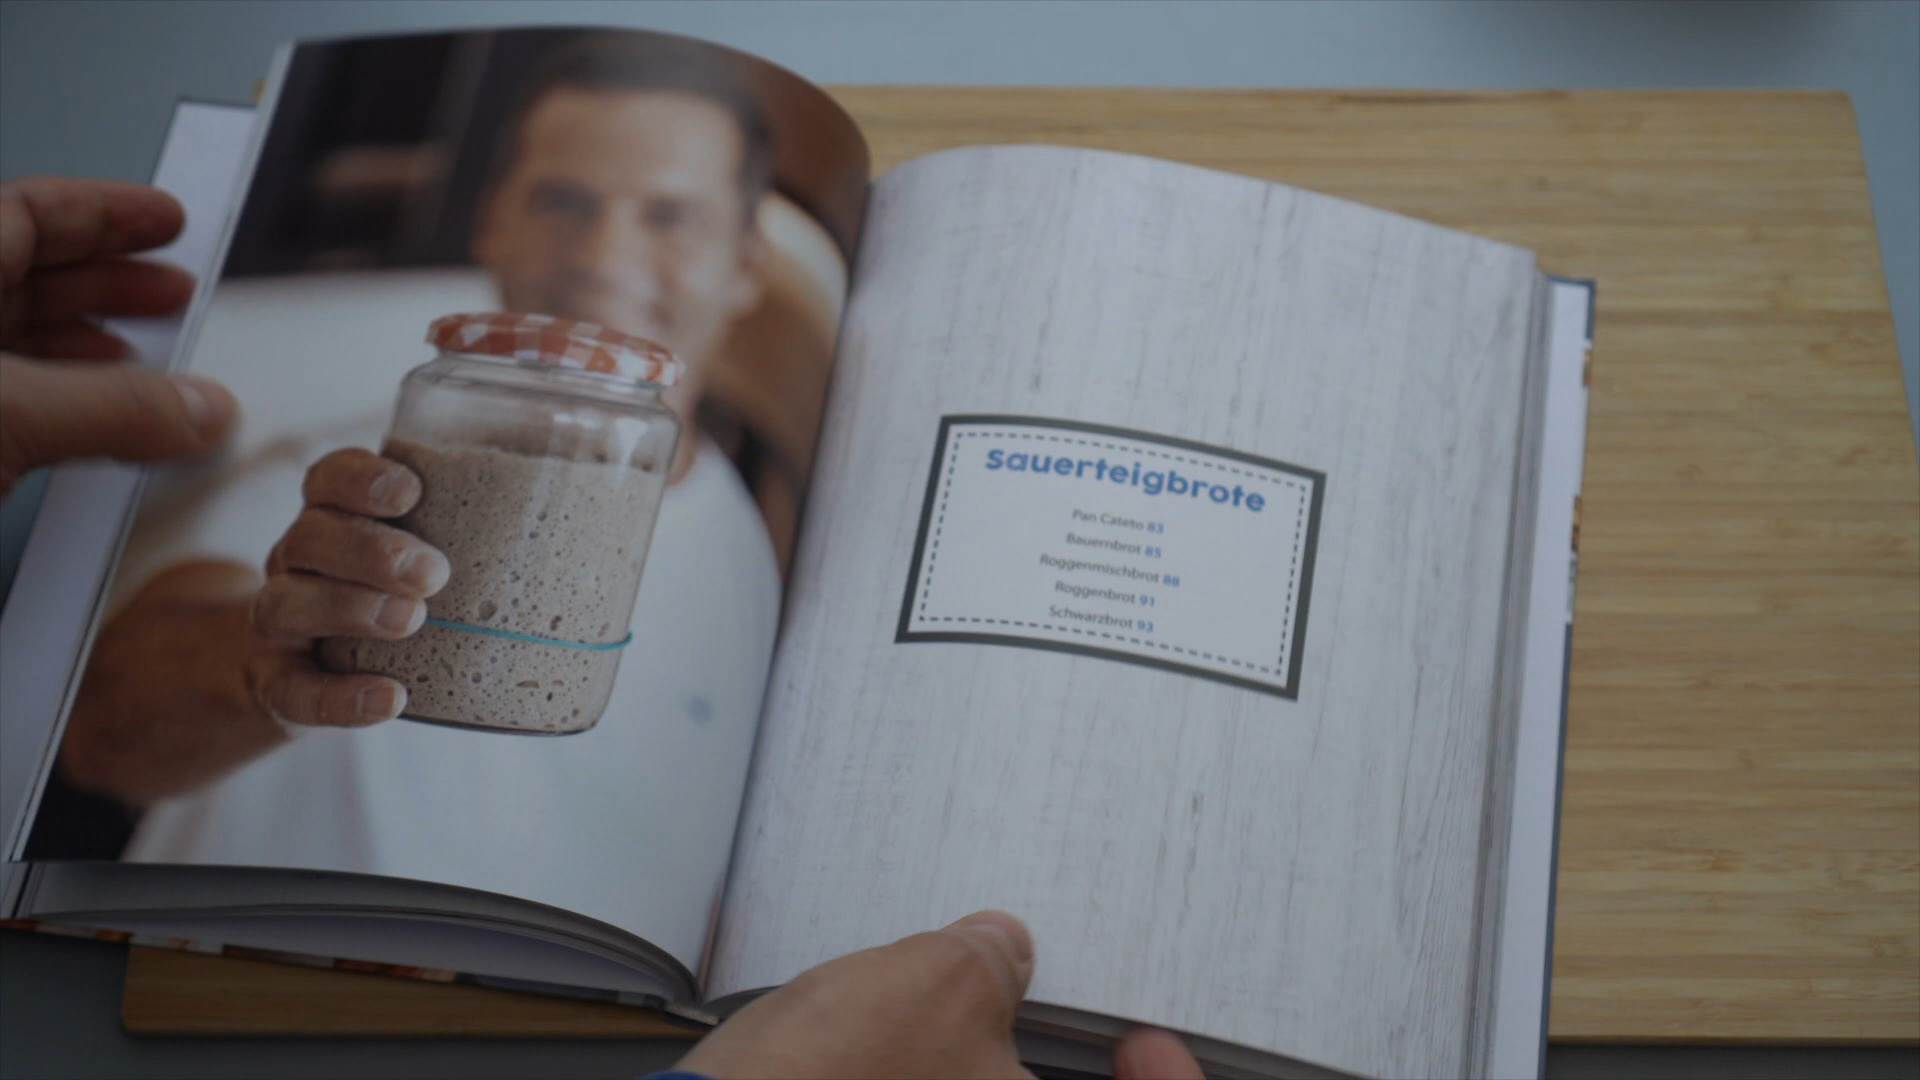 Sauerteigbrote
Pan Cateto 83
Bauernbrot 85
Roggenmischbrot 88
Roggenbrot 91
Schwarzbrot 93